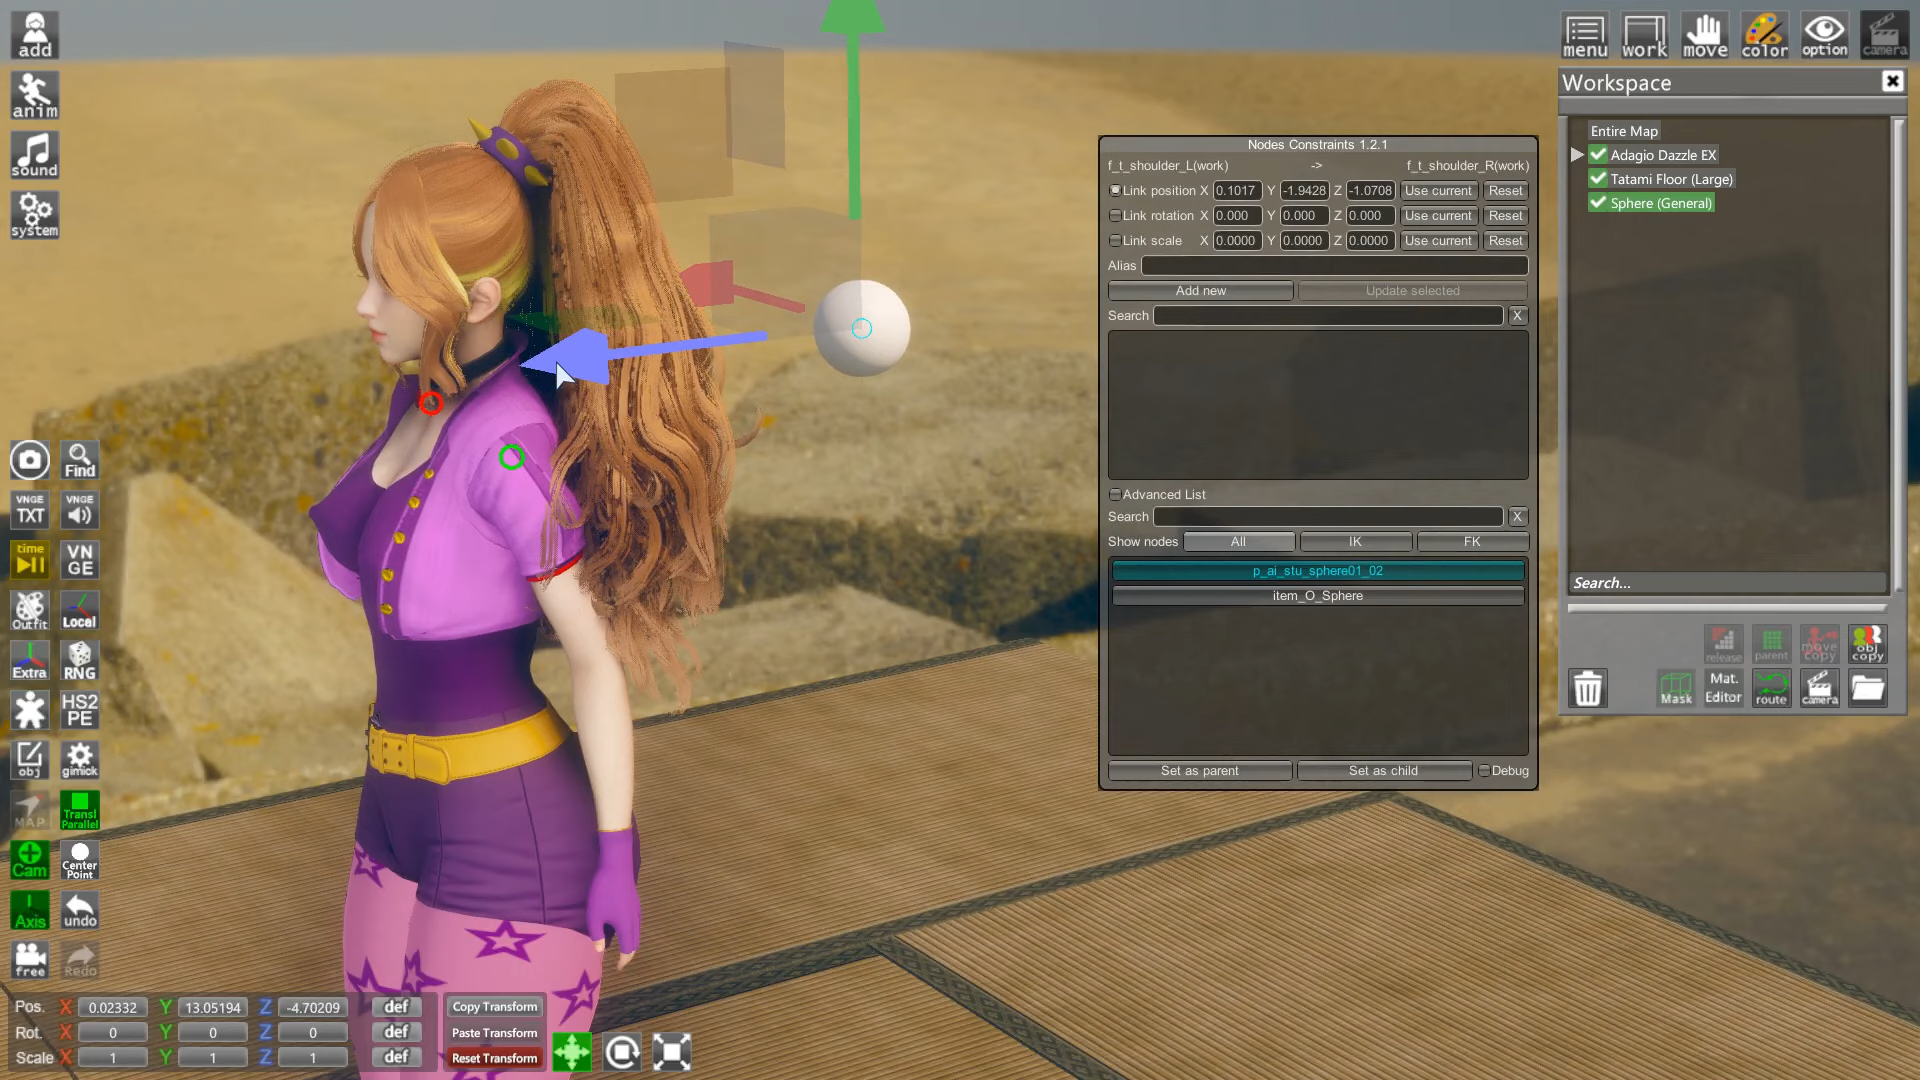 add
anim
sound
system
Find
VNGE
TXT
VNGE
time
VN
GE
Outfit
Local
Extra
RNG
HS2
PE
obj
gimick
MAP
Transl
Parallel
Cam
Center
Point
Axis
undo
free
Redo
Pos. X 0.02332 Y 13.05194 Z -4.70209 def
Rot. X 0 Y 0 Z 0 def
Scale X 1 Y 1 Z 1 def
Copy Transform
Paste Transform
Reset Transform
Nodes Constraints 1.2.1
f_t_shoulder_L(work) -> f_t_shoulder_R(work)
Link position X 0.1017 Y -1.9428 Z -1.0708 Use current Reset
Link rotation X 0.000 Y 0.000 Z 0.000 Use current Reset
Link scale X 0.0000 Y 0.0000 Z 0.0000 Use current Reset
Alias
Add new Update selected
Search X
Advanced List
Search X
Show nodes All IK FK
p_ai_stu_sphere01_02
item_O_Sphere
Set as parent Set as child Debug
menu work move color option camera
Workspace
Entire Map
Adagio Dazzle EX
Tatami Floor (Large)
Sphere (General)
Search...
release
parent
move
copy
obj
copy
Mask
Mat.
Editor
route
camera